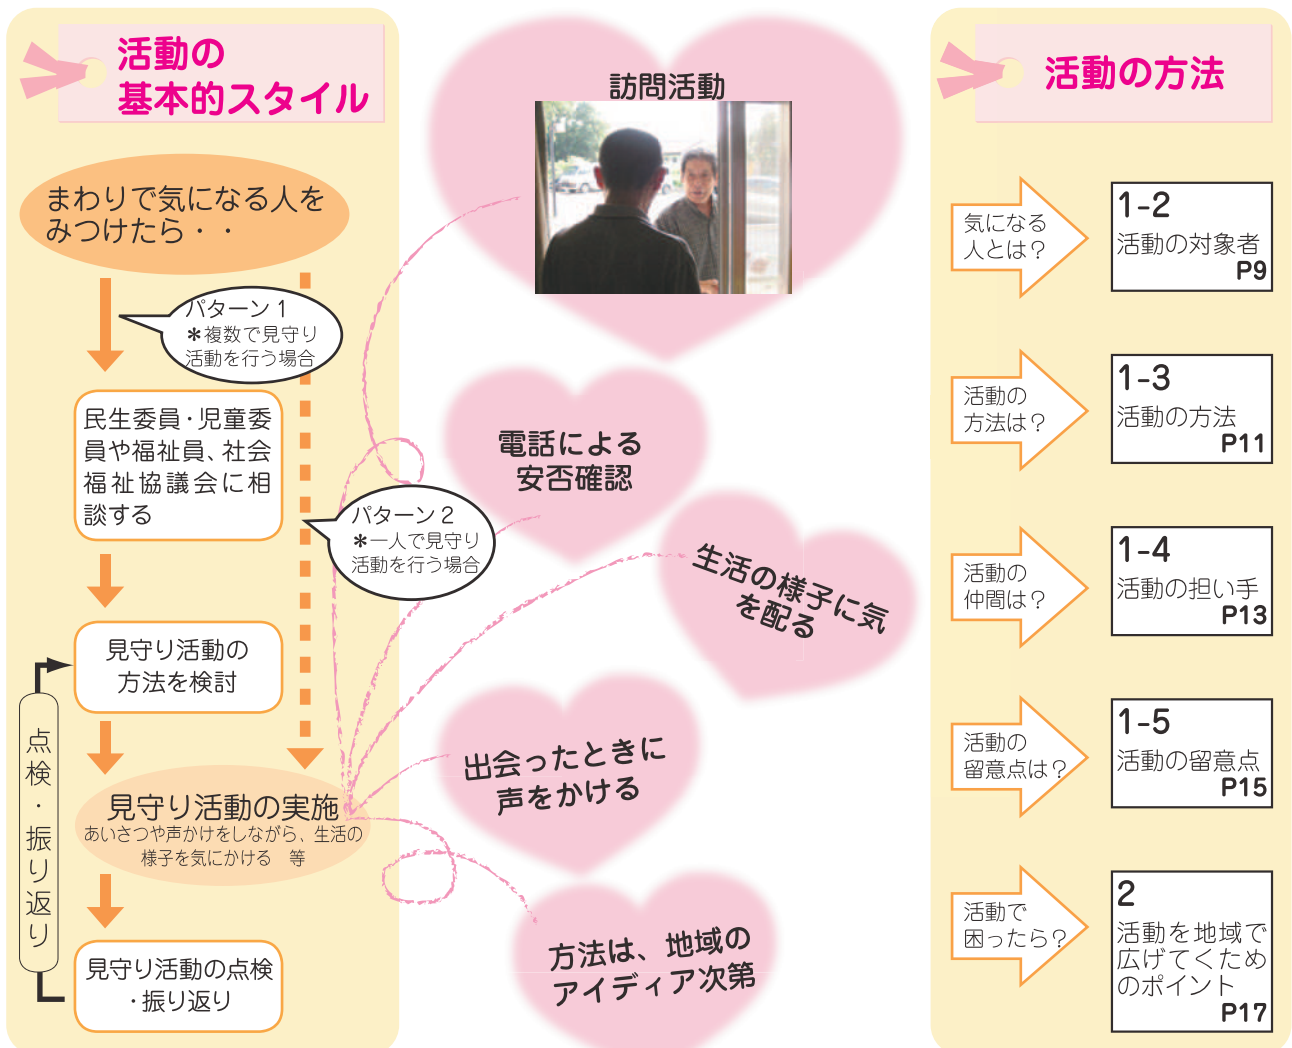 活動の
基本的スタイル
まわりで気になる人を
みつけたら・・
パターン1
＊複数で見守り
活動を行う場合
民生委員・児童委
員や福祉員、社会
福祉協議会に相
談する
パターン2
＊一人で見守り
活動を行う場合
見守り活動の
方法を検討
点検・振り返り
見守り活動の実施
あいさつや声かけをしながら、生活の
様子を気にかける　等
見守り活動の点検
・振り返り
訪問活動
電話による
安否確認
生活の様子に気
を配る
出会ったときに
声をかける
方法は、地域の
アイディア次第
活動の方法
気になる
人とは？
1-2
活動の対象者
P9
活動の
方法は？
1-3
活動の方法
P11
活動の
仲間は？
1-4
活動の担い手
P13
活動の
留意点は？
1-5
活動の留意点
P15
活動で
困ったら？
2
活動を地域で
広げてくため
のポイント
P17